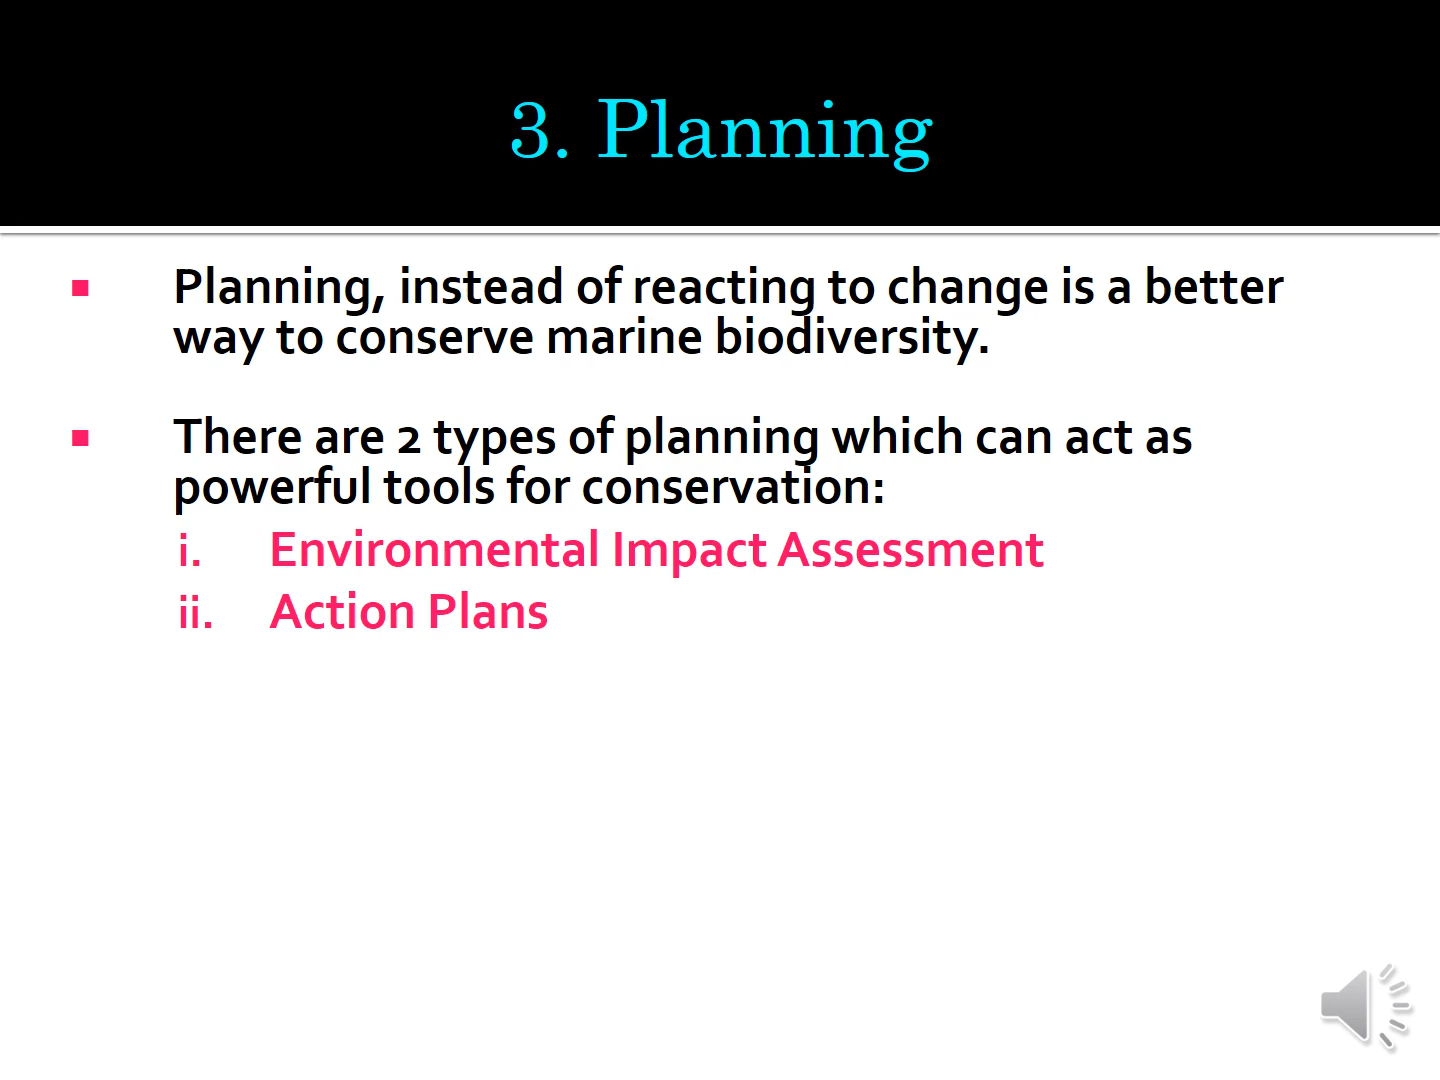 3. Planning
Planning, instead of reacting to change is a better
way to conserve marine biodiversity.
There are 2 types of planning which can act as
powerful tools for conservation:
i. Environmental Impact Assessment
ii. Action Plans